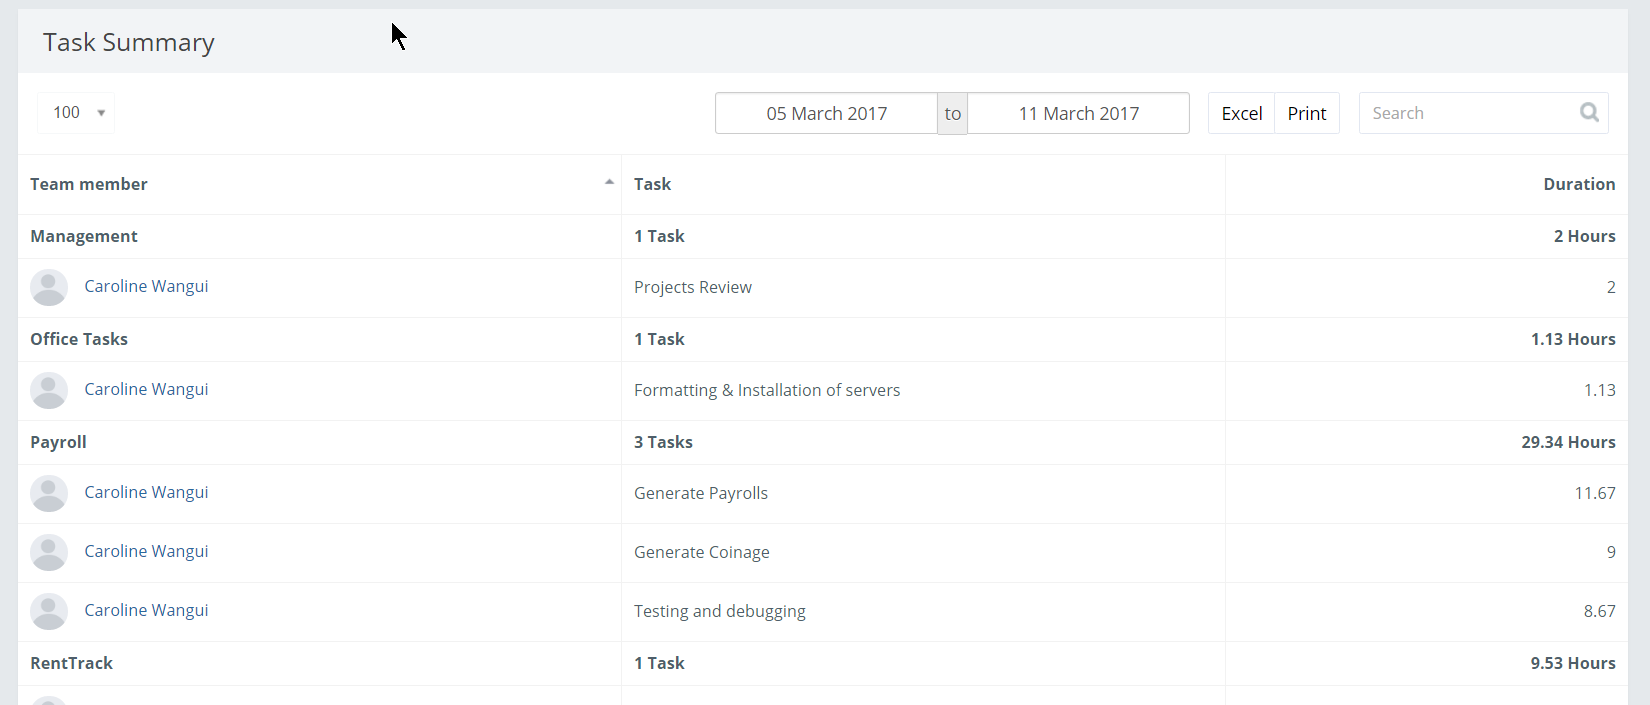 Task Summary
100
05 March 2017 to 11 March 2017 Excel Print Search
Team member Task Duration
Management 1 Task 2 Hours
Caroline Wangui Projects Review 2
Office Tasks 1 Task 1.13 Hours
Caroline Wangui Formatting & Installation of servers 1.13
Payroll 3 Tasks 29.34 Hours
Caroline Wangui Generate Payrolls 11.67
Caroline Wangui Generate Coinage 9
Caroline Wangui Testing and debugging 8.67
RentTrack 1 Task 9.53 Hours